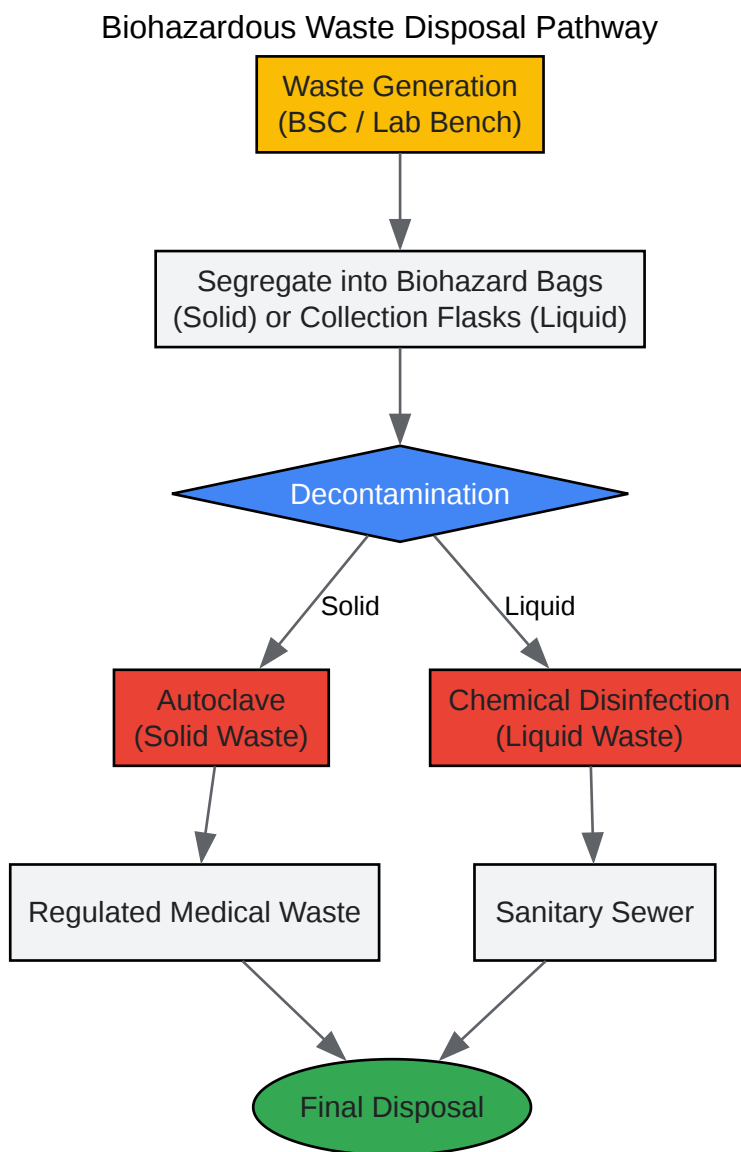 Biohazardous Waste Disposal Pathway
Waste Generation
(BSC / Lab Bench)
Segregate into Biohazard Bags
(Solid) or Collection Flasks (Liquid)
Decontamination
Solid
Liquid
Autoclave
(Solid Waste)
Chemical Disinfection
(Liquid Waste)
Regulated Medical Waste
Sanitary Sewer
Final Disposal